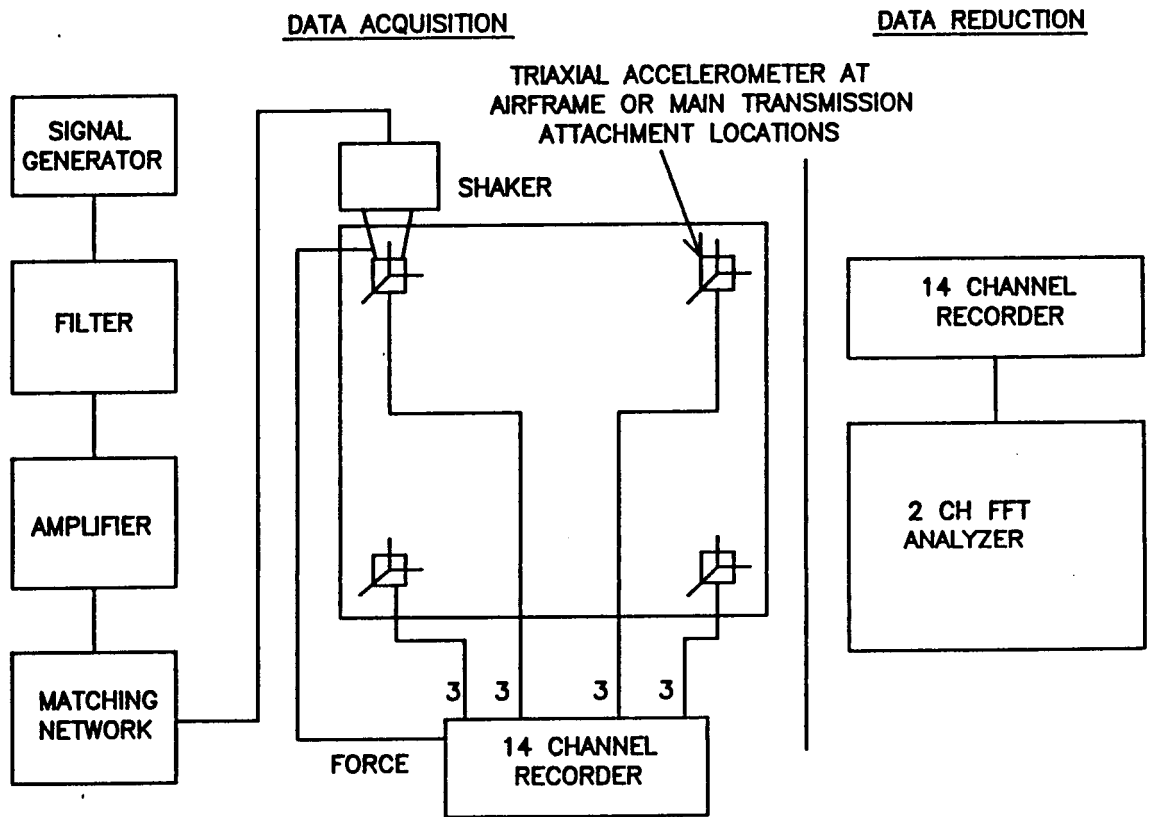 DATA ACQUISITION
DATA REDUCTION
TRIAXIAL ACCELEROMETER AT
AIRFRAME OR MAIN TRANSMISSION
ATTACHMENT LOCATIONS
SIGNAL
GENERATOR
SHAKER
FILTER
14 CHANNEL
RECORDER
AMPLIFIER
2 CH FFT
ANALYZER
MATCHING
NETWORK
3 3 3 3
FORCE
14 CHANNEL
RECORDER